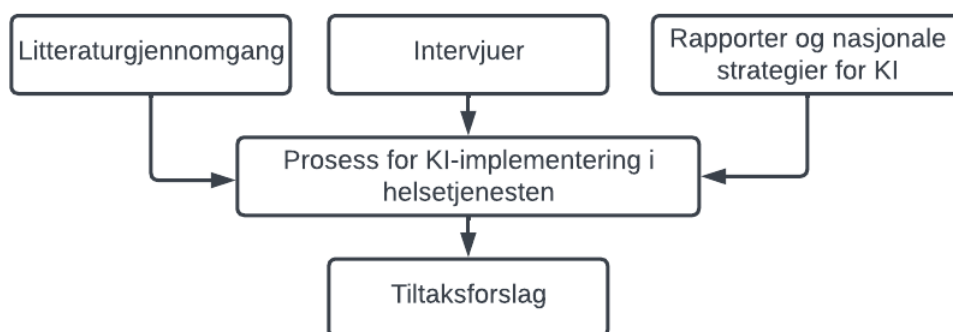 Litteraturgjennomgang
Intervjuer
Rapporter og nasjonale
strategier for KI
Prosess for KI-implementering i
helsetjenesten
Tiltaksforslag